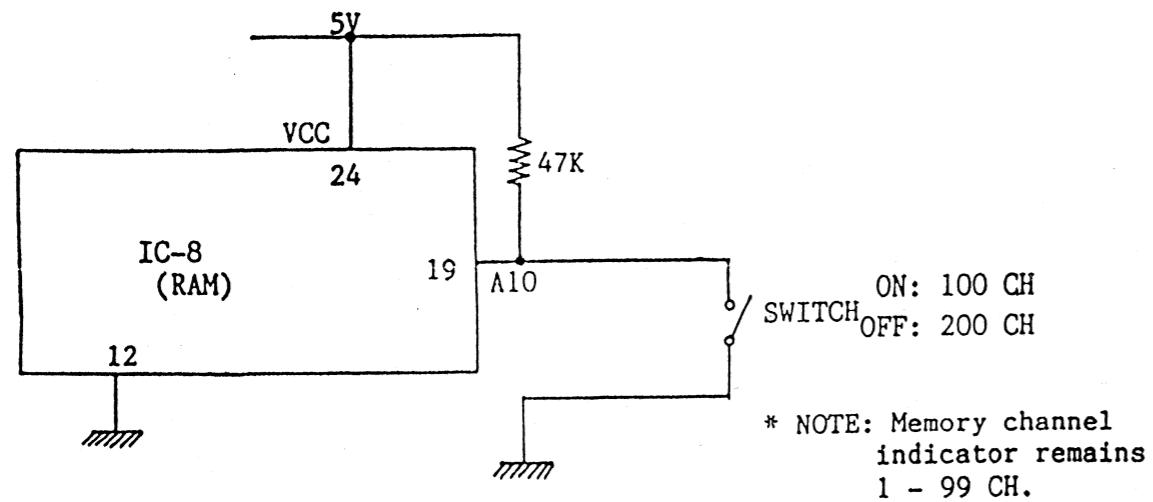 5V
VCC
24
47K
IC-8
(RAM)
19
A10
12
SWITCH
ON: 100 CH
OFF: 200 CH
* NOTE: Memory channel
indicator remains
1 - 99 CH.